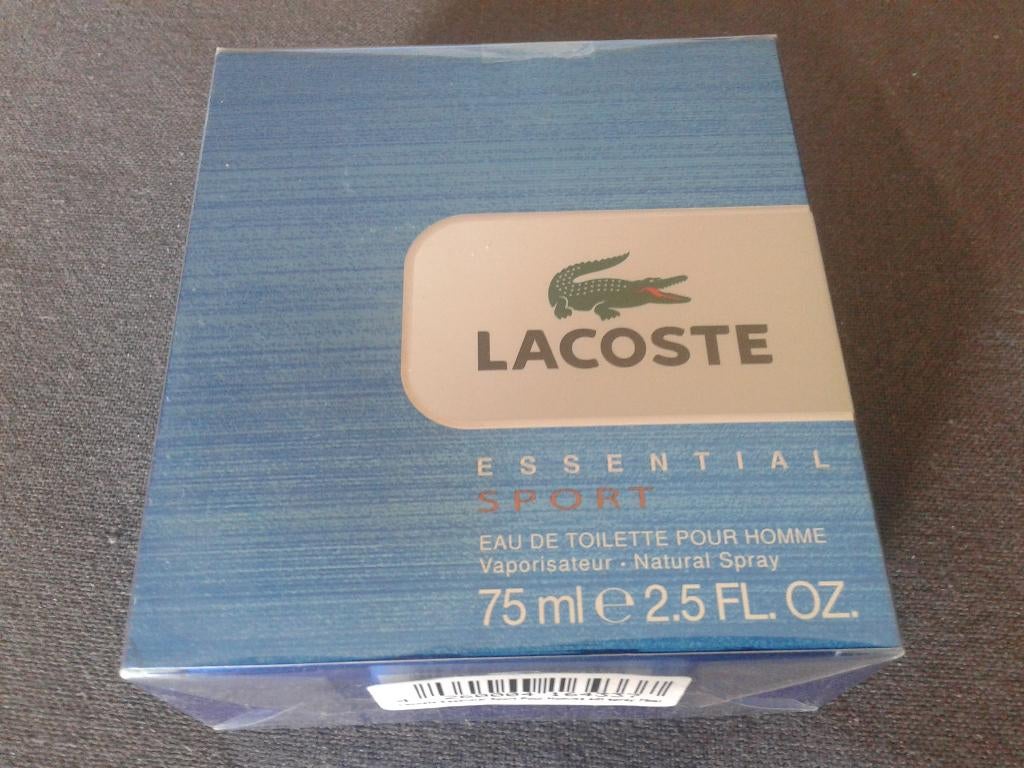 LACOSTE
ESSENTIAL
SPORT
EAU DE TOILETTE POUR HOMME
Vaporisateur · Natural Spray
75 ml ℮ 2.5 FL. OZ.